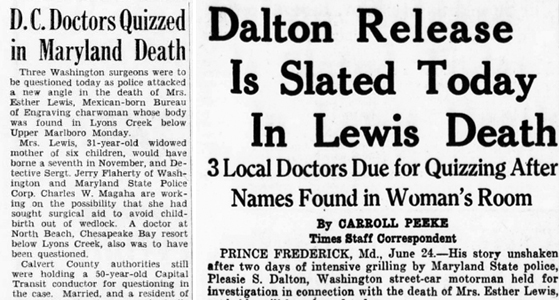 D. C. Doctors Quizzed
in Maryland Death
Three Washington surgeons were to
be questioned today as police attacked
a new angle in the death of Mrs.
Esther Lewis, Mexican-born Bureau
of Engraving charwoman whose body
was found in Lyons Creek below
Upper Marlboro Monday.
Mrs. Lewis, 31-year-old widowed
mother of six children, would have
borne a seventh in November, and De-
tective Sergt. Jerry Flaherty of Wash-
ington and Maryland State Police
Corp. Charles W. Magaha are work-
ing on the possibility that she had
sought surgical aid to avoid child-
birth out of wedlock. A doctor at
North Beach, Chesapeake Bay resort
below Lyons Creek, also was to have
been questioned.
Calvert County authorities still
were holding a 50-year-old Capital
Transit conductor for questioning in
the case. Married, and a resident of
Dalton Release
Is Slated Today
In Lewis Death
3 Local Doctors Due for Quizzing After
Names Found in Woman's Room
By CARROLL PEEKE
Times Staff Correspondent
PRINCE FREDERICK, Md., June 24.—His story unshaken
after two days of intensive grilling by Maryland State police,
Pleasie S. Dalton, Washington street-car motorman held for
investigation in connection with the death of Mrs. Esther Lewis